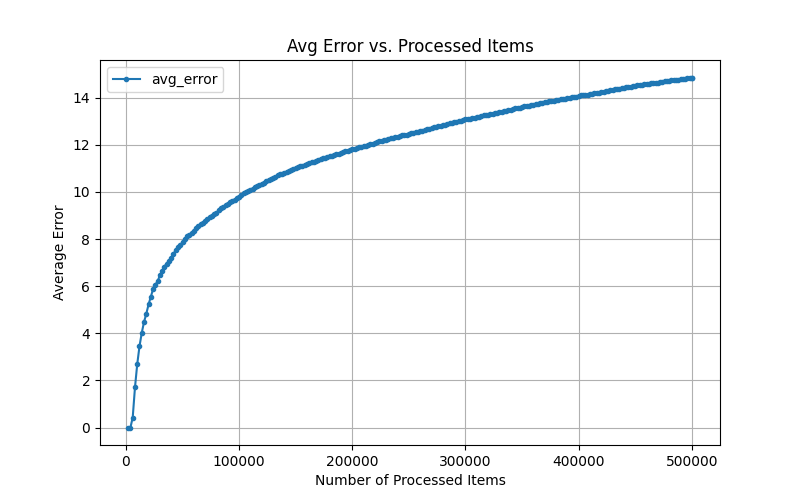 Avg Error vs. Processed Items
avg_error
Average Error
14
12
10
8
6
4
2
0
0 100000 200000 300000 400000 500000
Number of Processed Items